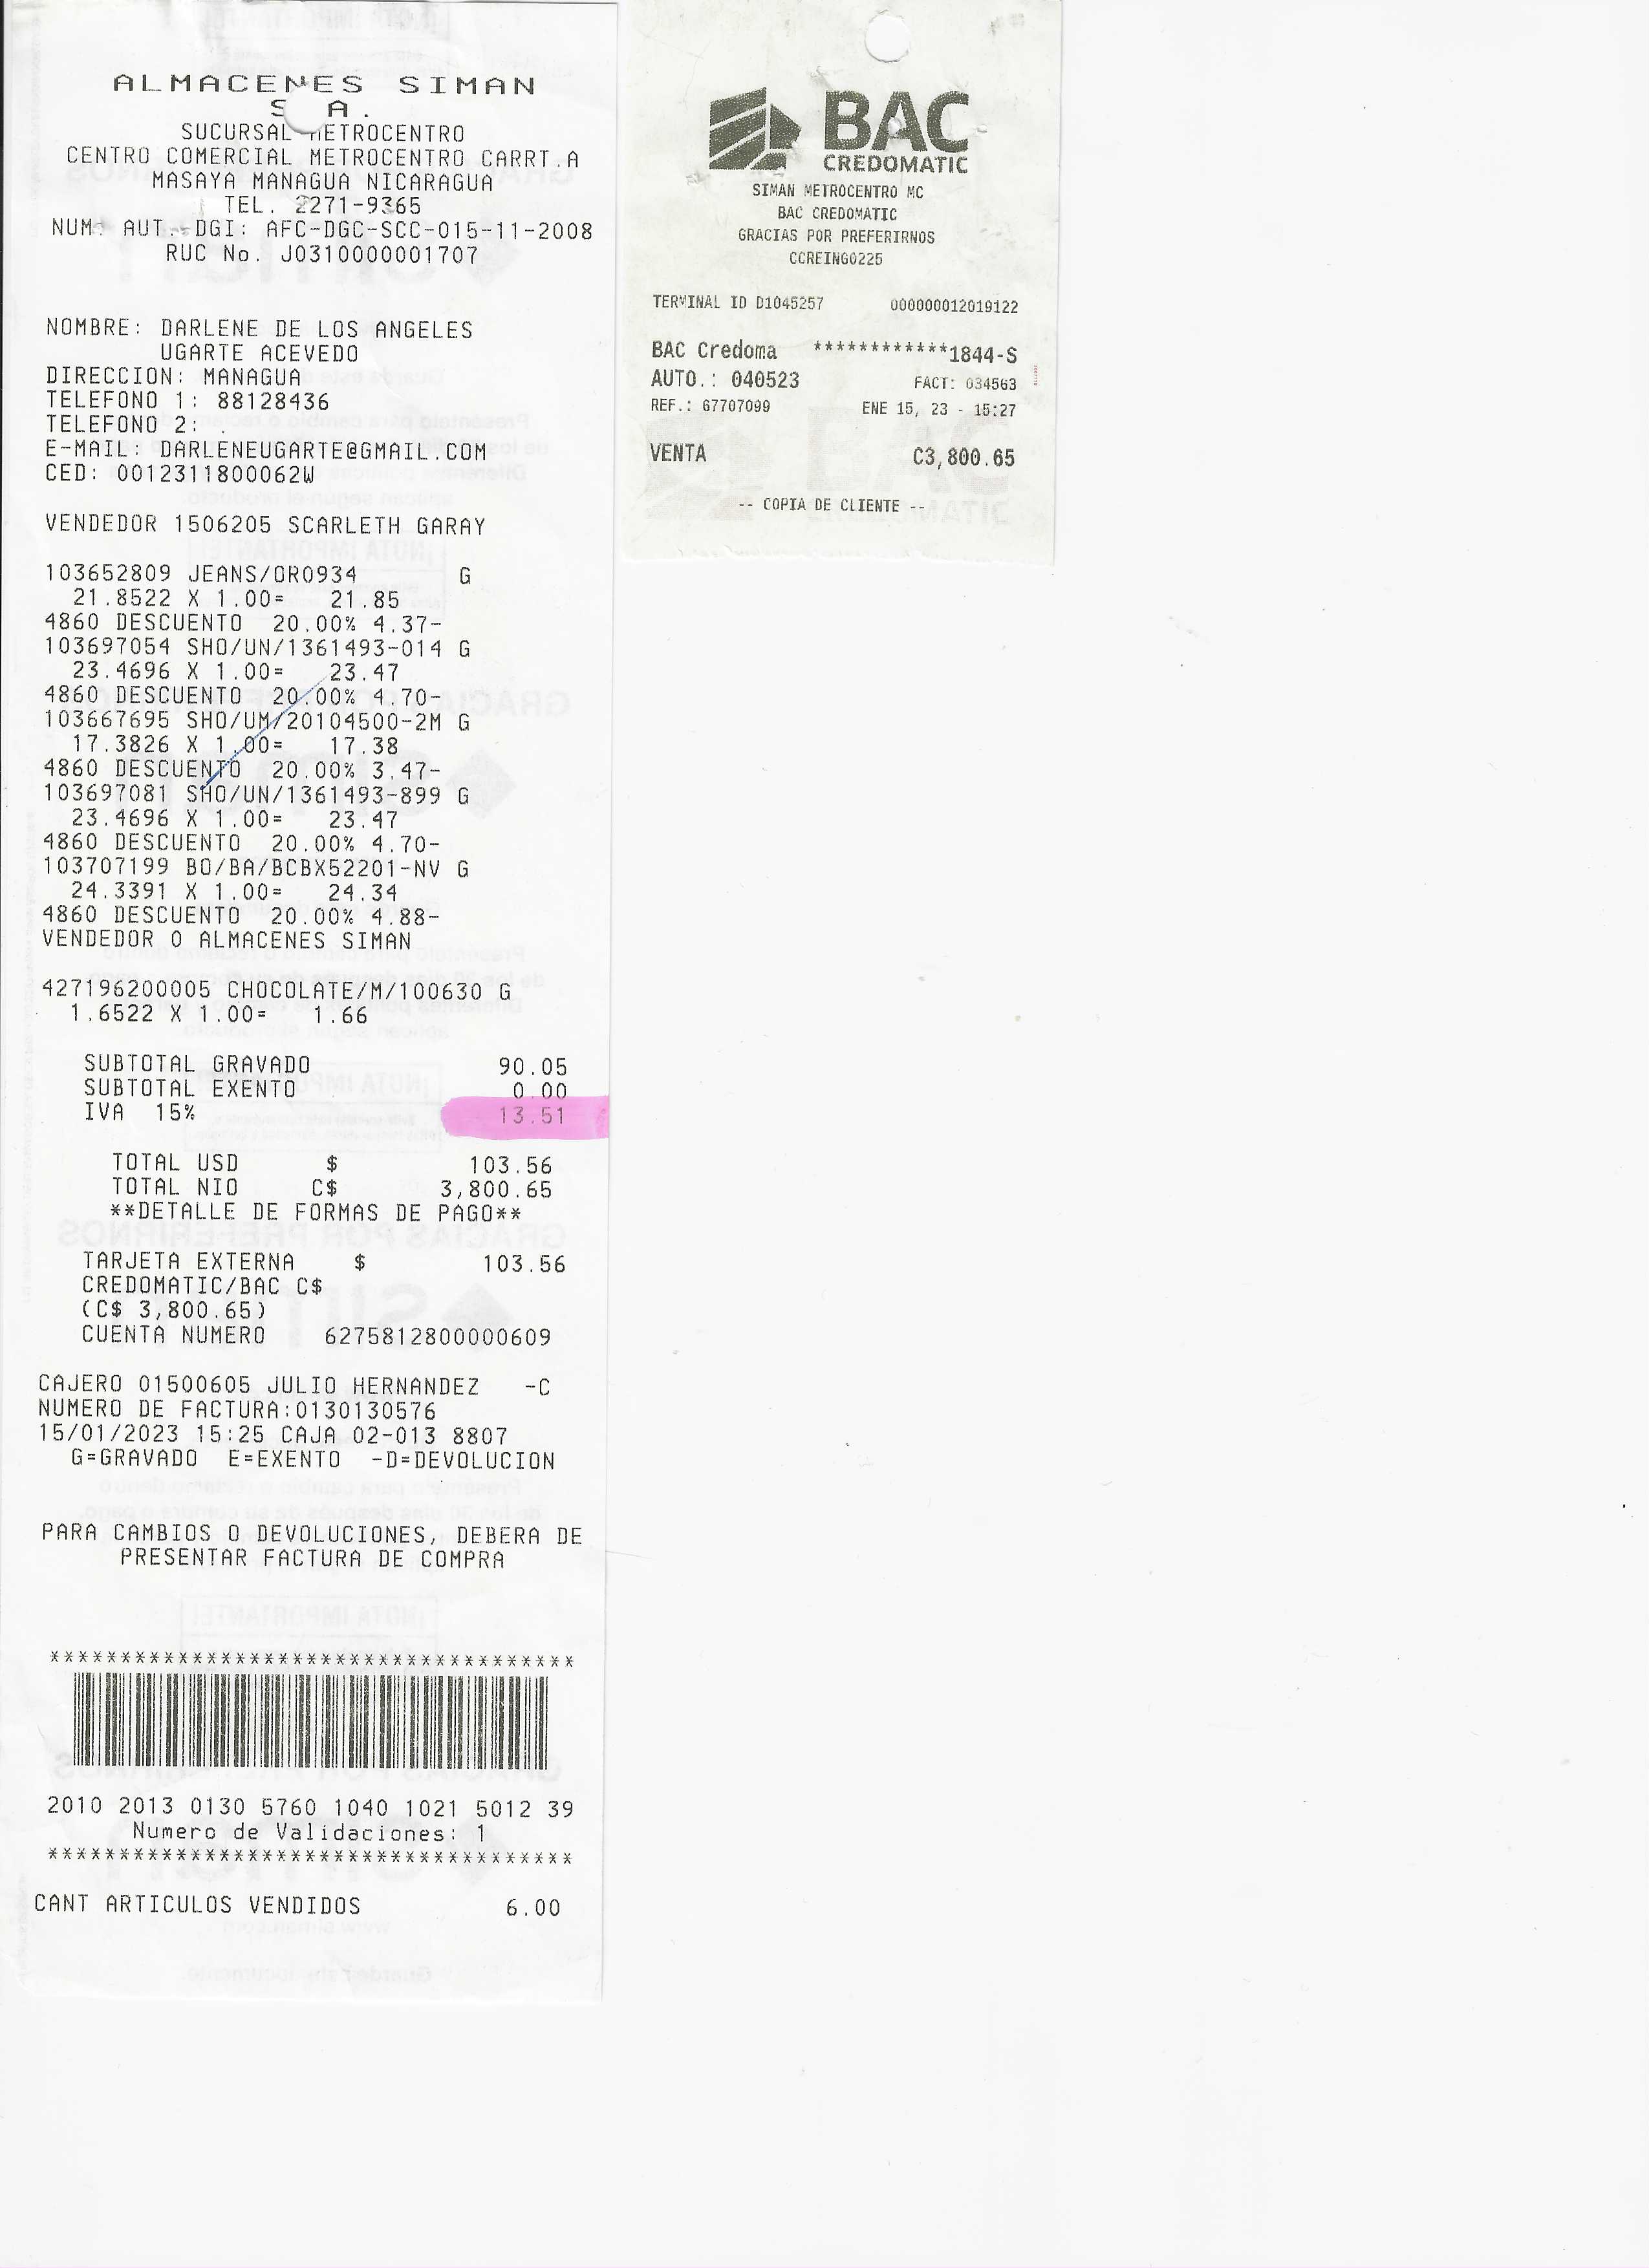 ALMACENES SIMAN
S A.
SUCURSAL METROCENTRO
CENTRO COMERCIAL METROCENTRO CARRT.A
MASAYA MANAGUA NICARAGUA
TEL. 2271-9365
NUM. AUT. DGI: AFC-DGC-SCC-015-11-2008
RUC No. J0310000001707
NOMBRE: DARLENE DE LOS ANGELES
UGARTE ACEVEDO
DIRECCION: MANAGUA
TELEFONO 1: 88128436
TELEFONO 2:
E-MAIL: DARLENEUGARTE@GMAIL.COM
CED: 0012311800062W
VENDEDOR 1506205 SCARLETH GARAY
103652809 JEANS/OR0934 G
21.8522 X 1.00= 21.85
4860 DESCUENTO 20.00% 4.37-
103697054 SHO/UN/1361493-014 G
23.4696 X 1.00= 23.47
4860 DESCUENTO 20.00% 4.70-
103667695 SHO/UM/20104500-2M G
17.3826 X 1.00= 17.38
4860 DESCUENTO 20.00% 3.47-
103697081 SHO/UN/1361493-899 G
23.4696 X 1.00= 23.47
4860 DESCUENTO 20.00% 4.70-
103707199 BO/BA/BCBX52201-NV G
24.3391 X 1.00= 24.34
4860 DESCUENTO 20.00% 4.88-
VENDEDOR 0 ALMACENES SIMAN
427196200005 CHOCOLATE/M/100630 G
1.6522 X 1.00= 1.66
SUBTOTAL GRAVADO 90.05
SUBTOTAL EXENTO 0.00
IVA 15% 13.51
TOTAL USD $ 103.56
TOTAL NIO C$ 3,800.65
**DETALLE DE FORMAS DE PAGO**
TARJETA EXTERNA $ 103.56
CREDOMATIC/BAC C$
(C$ 3,800.65)
CUENTA NUMERO 6275812800000609
CAJERO 01500605 JULIO HERNANDEZ -C
NUMERO DE FACTURA:0130130576
15/01/2023 15:25 CAJA 02-013 8807
G=GRAVADO E=EXENTO -D=DEVOLUCION
PARA CAMBIOS O DEVOLUCIONES, DEBERA DE
PRESENTAR FACTURA DE COMPRA
*************************************
2010 2013 0130 5760 1040 1021 5012 39
Numero de Validaciones: 1
*************************************
CANT ARTICULOS VENDIDOS 6.00
BAC
CREDOMATIC
SIMAN METROCENTRO MC
BAC CREDOMATIC
GRACIAS POR PREFERIRNOS
CCREING0225
TERMINAL ID D1045257 000000012019122
BAC Credoma ************1844-S
AUTO.: 040523 FACT: 034563
REF.: 67707099 ENE 15, 23 - 15:27
VENTA C3,800.65
-- COPIA DE CLIENTE --